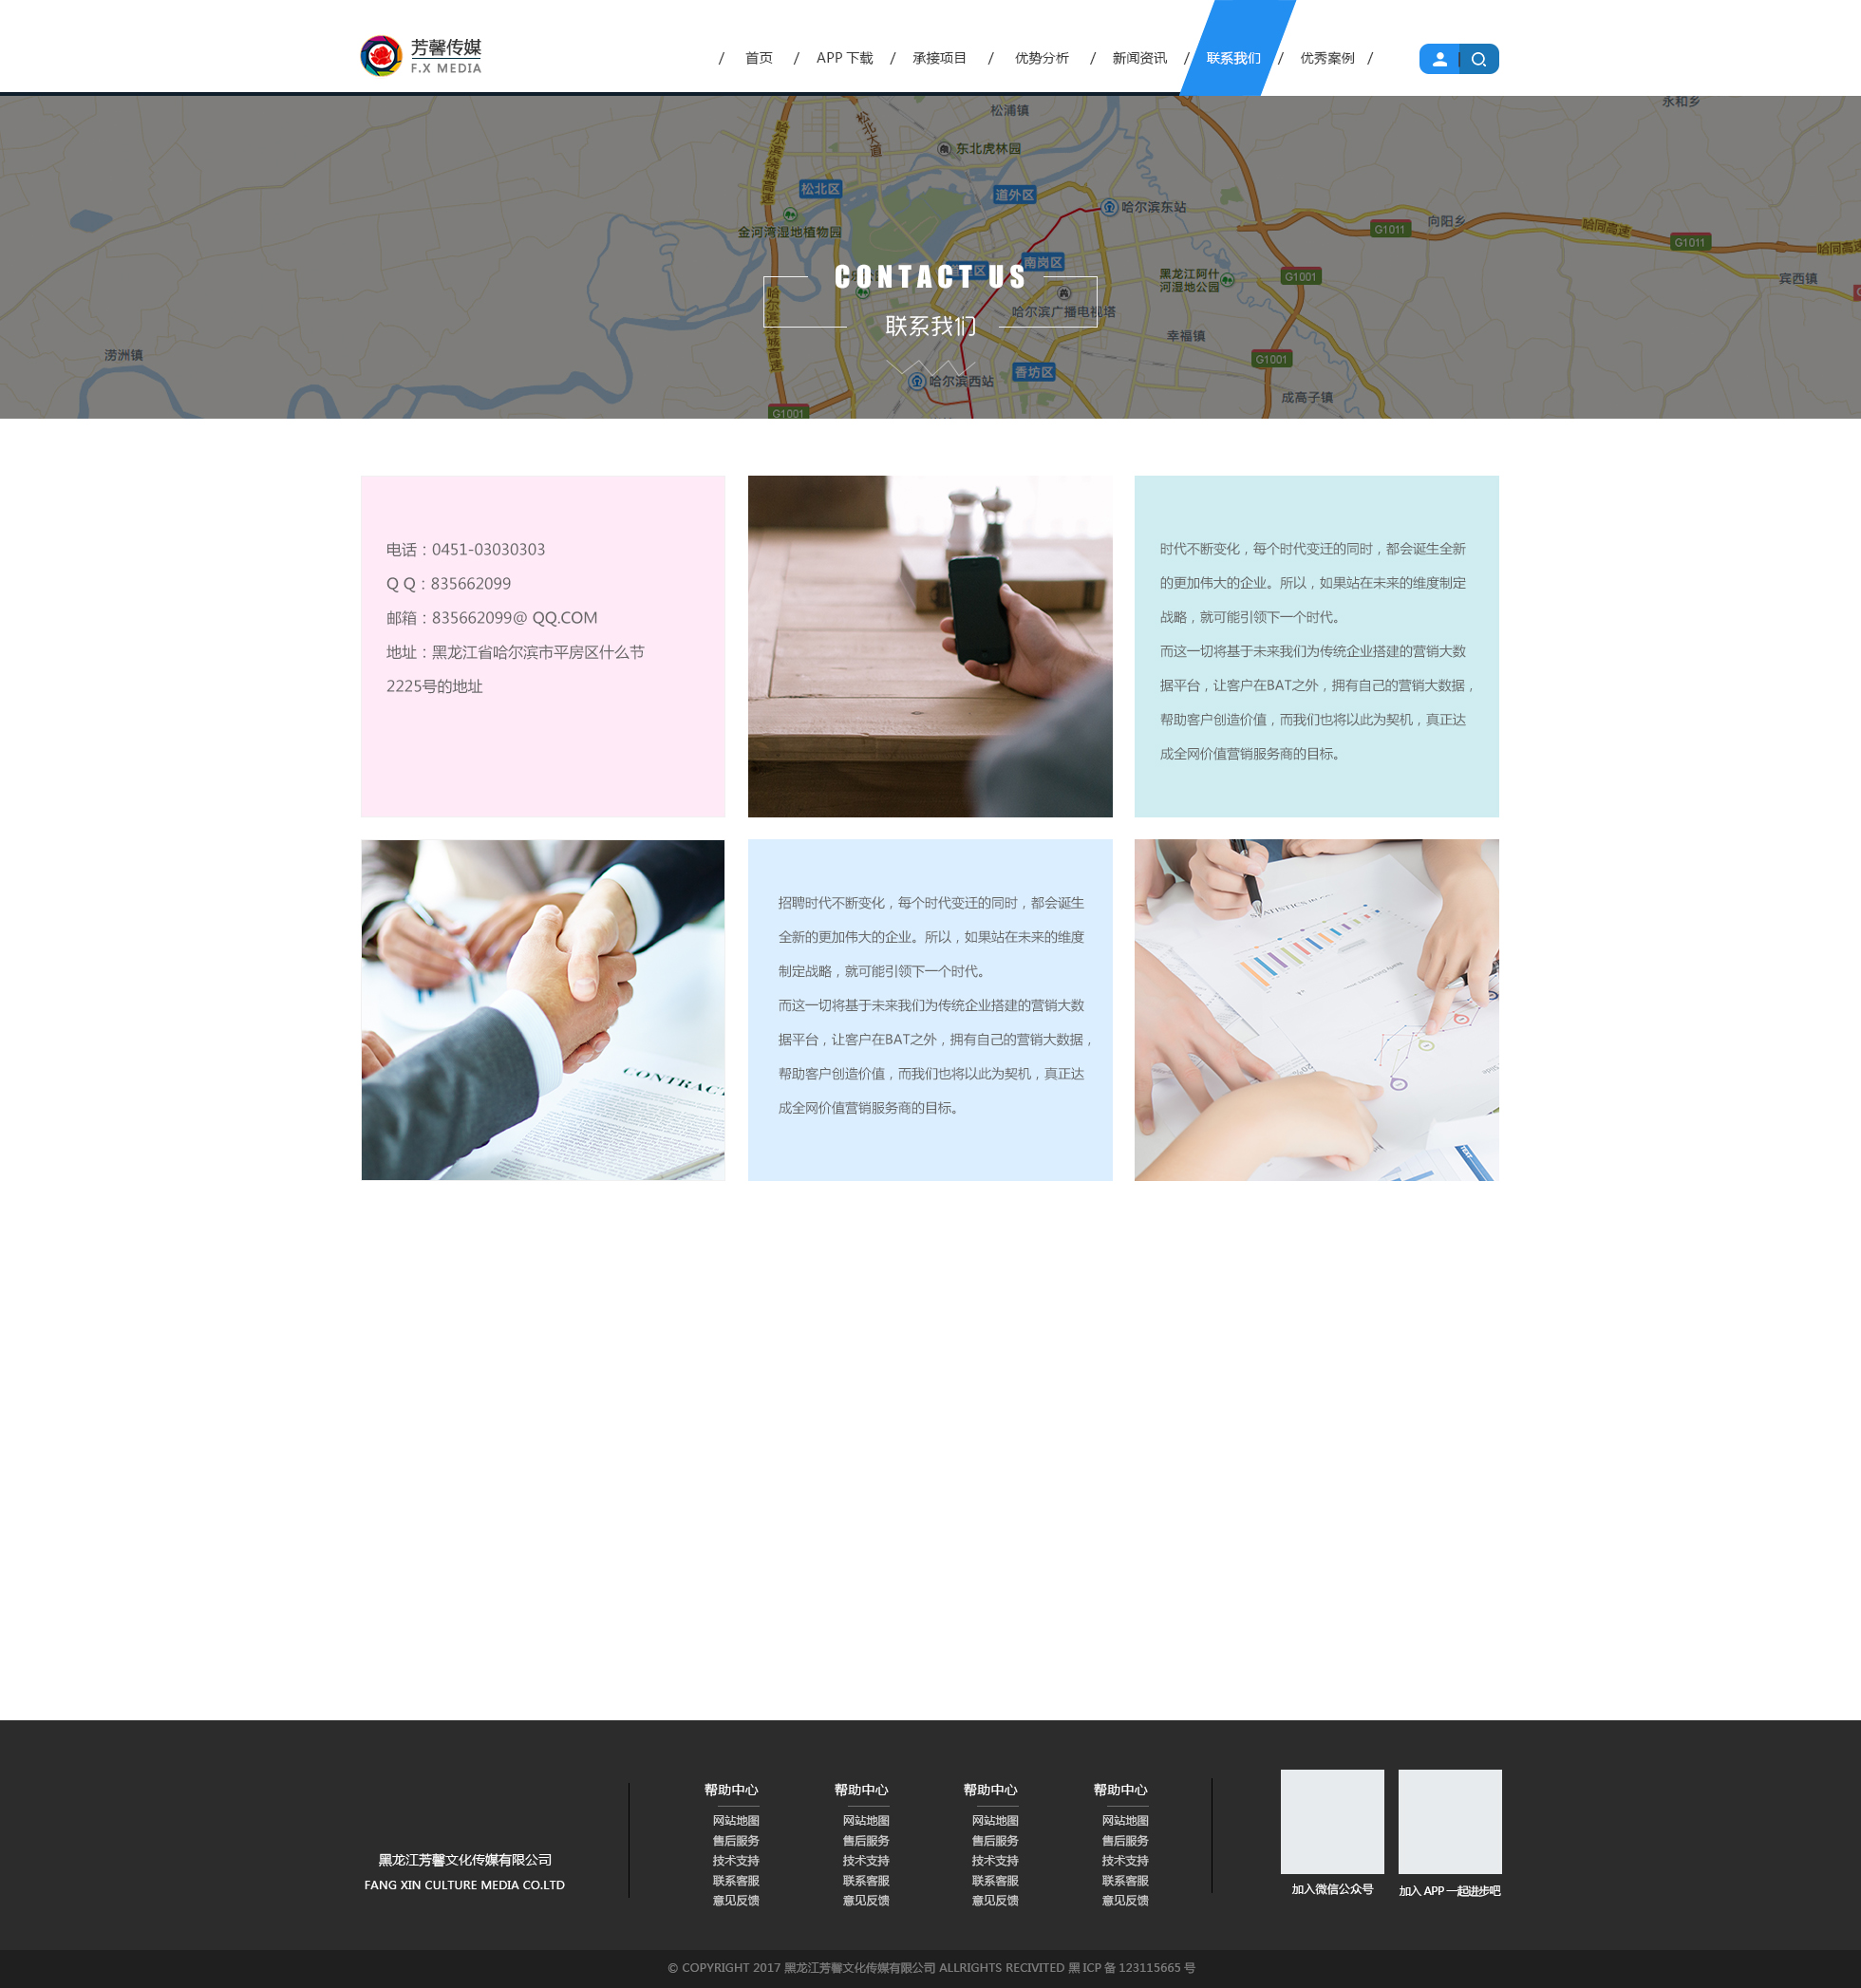 芳馨传媒
F.X MEDIA
/ 首页 / APP 下载 / 承接项目 / 优势分析 / 新闻资讯 / 联系我们 / 优秀案例 /
永和乡
松浦镇
松北大道
哈尔滨绕城高速
东北虎林园
松北区
道外区
哈尔滨东站
金河湾湿地植物园
向阳乡
G1011
哈同高速
G1011
哈同高速
南岗区
黑龙江阿什河湿地公园
G1001
宾西镇
CONTACT US
哈尔滨绕城高速
哈尔滨广播电视塔
联系我们
幸福镇
涝洲镇
G1001
香坊区
哈尔滨西站
成高子镇
G1001
电话：0451-03030303
Q Q：835662099
邮箱：835662099@ QQ.COM
地址：黑龙江省哈尔滨市平房区什么节
2225号的地址
时代不断变化，每个时代变迁的同时，都会诞生全新
的更加伟大的企业。所以，如果站在未来的维度制定
战略，就可能引领下一个时代。
而这一切将基于未来我们为传统企业搭建的营销大数
据平台，让客户在BAT之外，拥有自己的营销大数据，
帮助客户创造价值，而我们也将以此为契机，真正达
成全网价值营销服务商的目标。
CONTRACT
招聘时代不断变化，每个时代变迁的同时，都会诞生
全新的更加伟大的企业。所以，如果站在未来的维度
制定战略，就可能引领下一个时代。
而这一切将基于未来我们为传统企业搭建的营销大数
据平台，让客户在BAT之外，拥有自己的营销大数据，
帮助客户创造价值，而我们也将以此为契机，真正达
成全网价值营销服务商的目标。
STATISTICS
TEXT
帮助中心 帮助中心 帮助中心 帮助中心
网站地图 网站地图 网站地图 网站地图
售后服务 售后服务 售后服务 售后服务
技术支持 技术支持 技术支持 技术支持
联系客服 联系客服 联系客服 联系客服
意见反馈 意见反馈 意见反馈 意见反馈
黑龙江芳馨文化传媒有限公司
FANG XIN CULTURE MEDIA CO.LTD
加入微信公众号
加入 APP 一起进步吧
© COPYRIGHT 2017 黑龙江芳馨文化传媒有限公司 ALLRIGHTS RECIVITED 黑 ICP 备 123115665 号